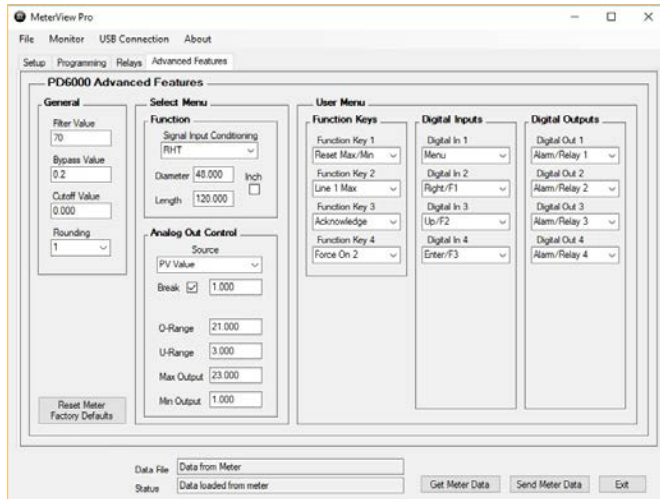 MeterView Pro
File Monitor USB Connection About
Setup Programming Relays Advanced Features
PD6000 Advanced Features
General
Filter Value
70
Bypass Value
0.2
Cutoff Value
0.000
Rounding
1
Reset Meter
Factory Defaults
Select Menu
Function
Signal Input Conditioning
RHT
Diameter 48.000 Inch
Length 120.000
Analog Out Control
Source
PV Value
Break 1.000
O-Range 21.000
U-Range 3.000
Max Output 23.000
Min Output 1.000
User Menu
Function Keys
Function Key 1
Reset Max/Min
Function Key 2
Line 1 Max
Function Key 3
Acknowledge
Function Key 4
Force On 2
Digital Inputs
Digital In 1
Menu
Digital In 2
Right/F1
Digital In 3
Up/F2
Digital In 4
Enter/F3
Digital Outputs
Digital Out 1
Alarm/Relay 1
Digital Out 2
Alarm/Relay 2
Digital Out 3
Alarm/Relay 3
Digital Out 4
Alarm/Relay 4
Data File Data from Meter
Status Data loaded from meter
Get Meter Data Send Meter Data Exit